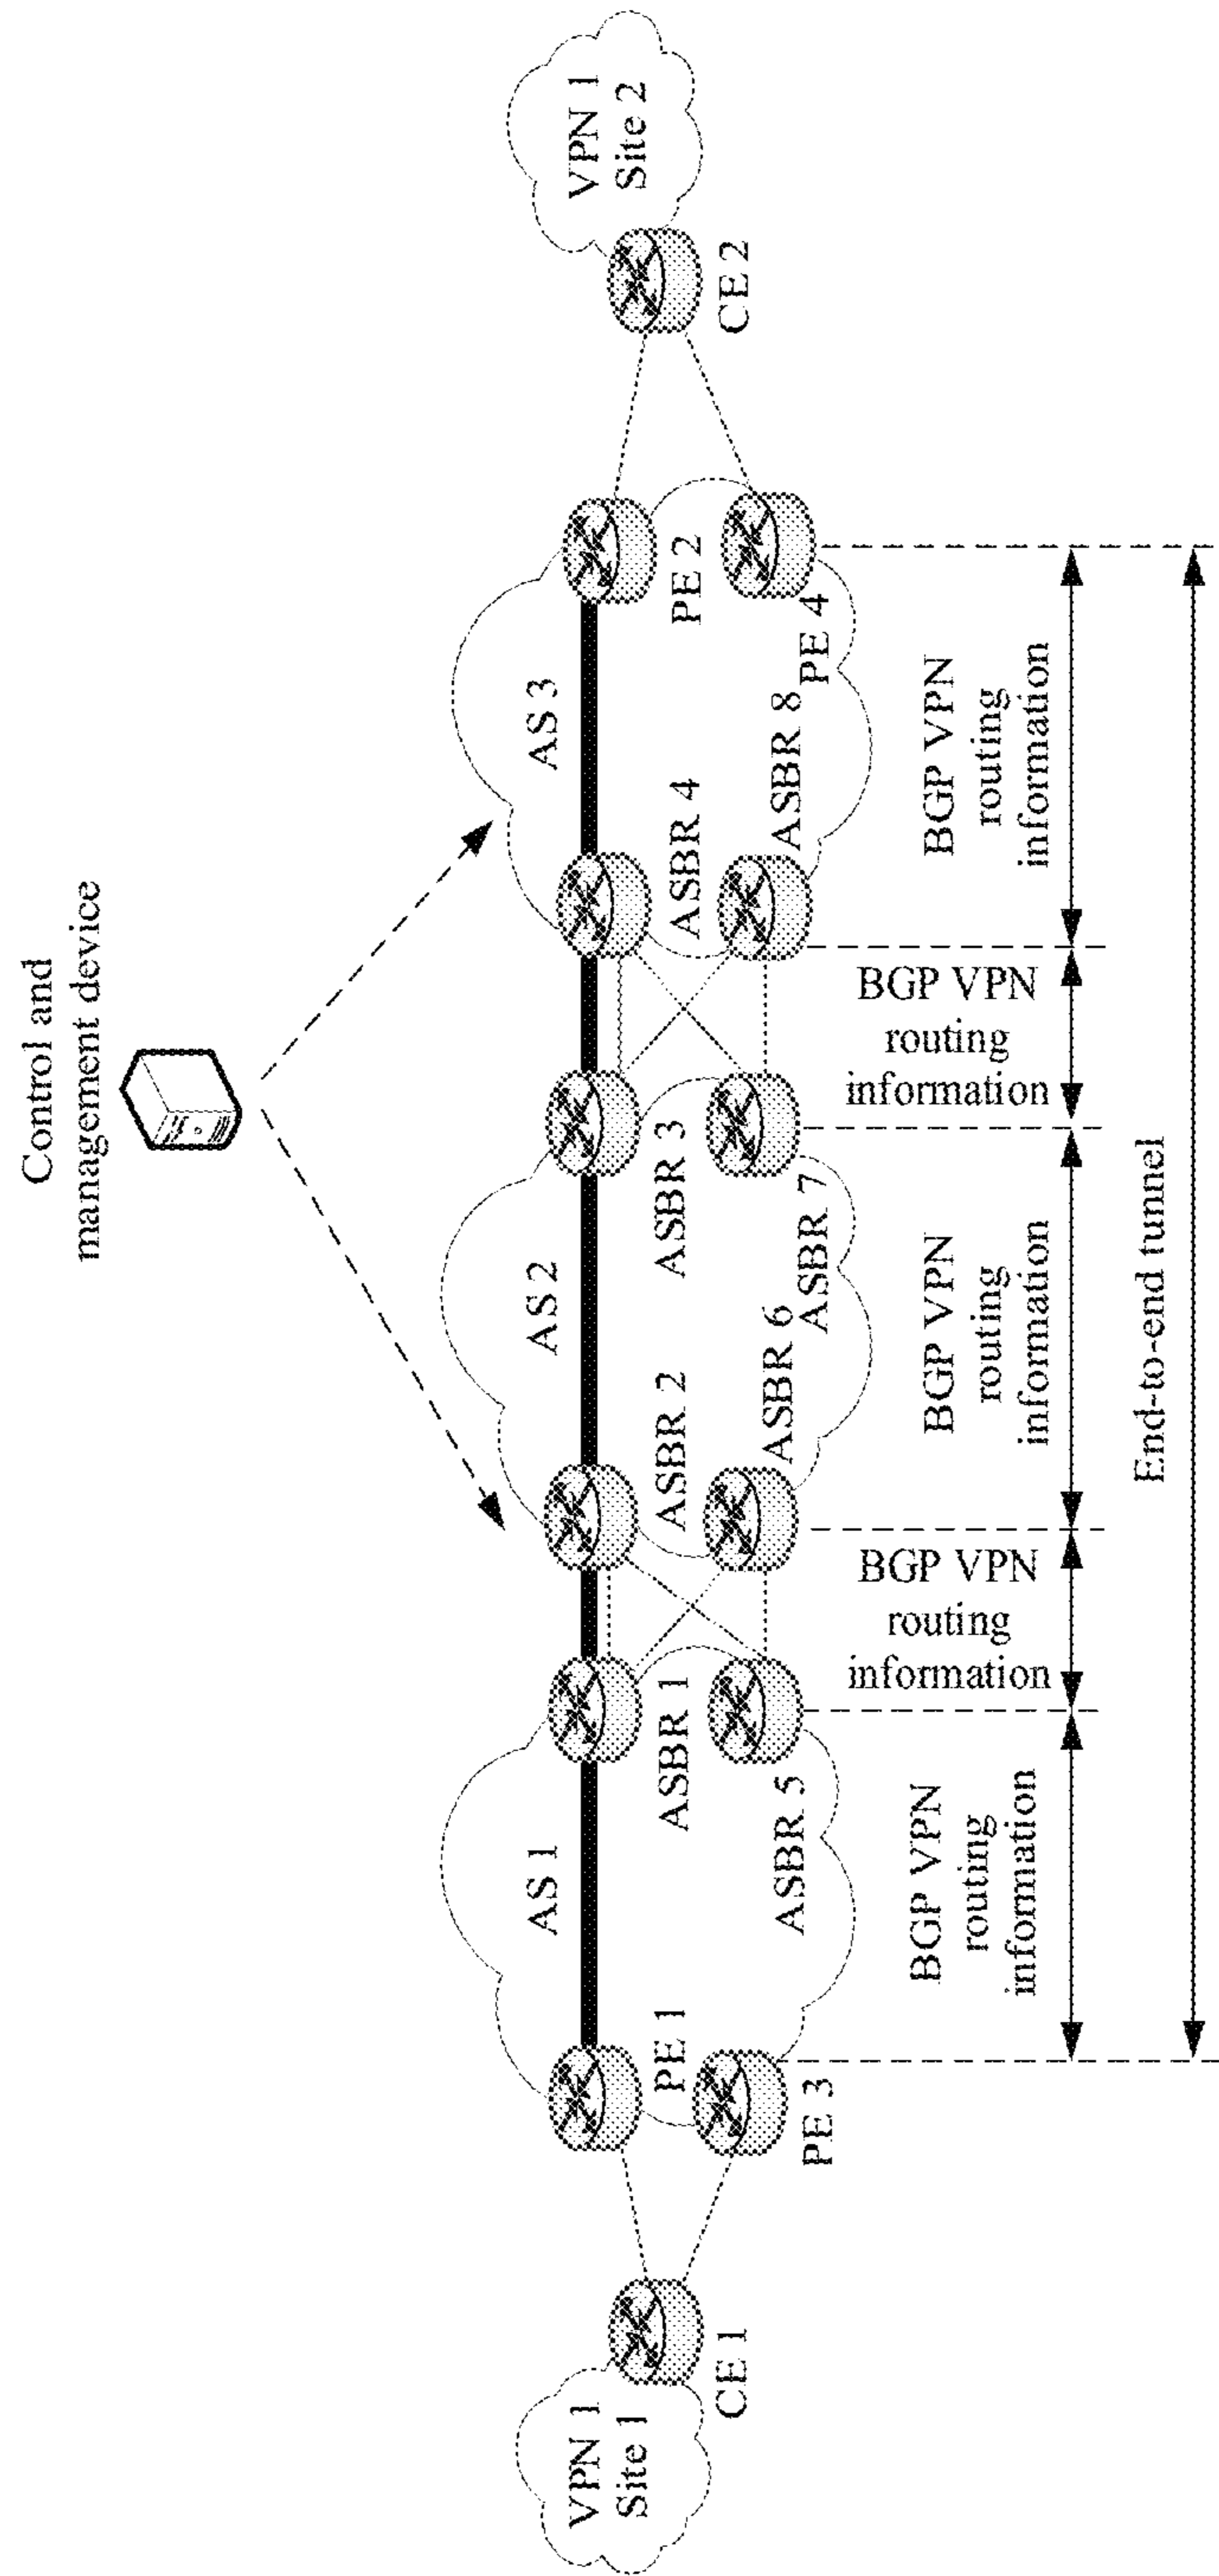 Control and
management device
VPN 1
Site 1
CE 1
PE 1
PE 3
AS 1
ASBR 1
ASBR 5
AS 2
ASBR 2
ASBR 6
ASBR 3
ASBR 7
AS 3
ASBR 4
ASBR 8
PE 2
PE 4
CE 2
VPN 1
Site 2
BGP VPN
routing
information
BGP VPN
routing
information
BGP VPN
routing
information
BGP VPN
routing
information
BGP VPN
routing
information
End-to-end tunnel